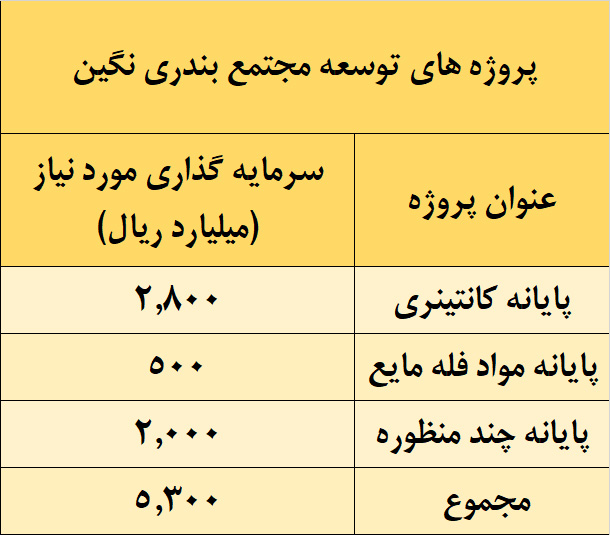 پروژه های توسعه مجتمع بندری نگین
عنوان پروژه
سرمایه گذاری مورد نیاز
(میلیارد ریال)
پایانه کانتینری ۲,۸۰۰
پایانه مواد فله مایع ۵۰۰
پایانه چند منظوره ۲,۰۰۰
مجموع ۵,۳۰۰